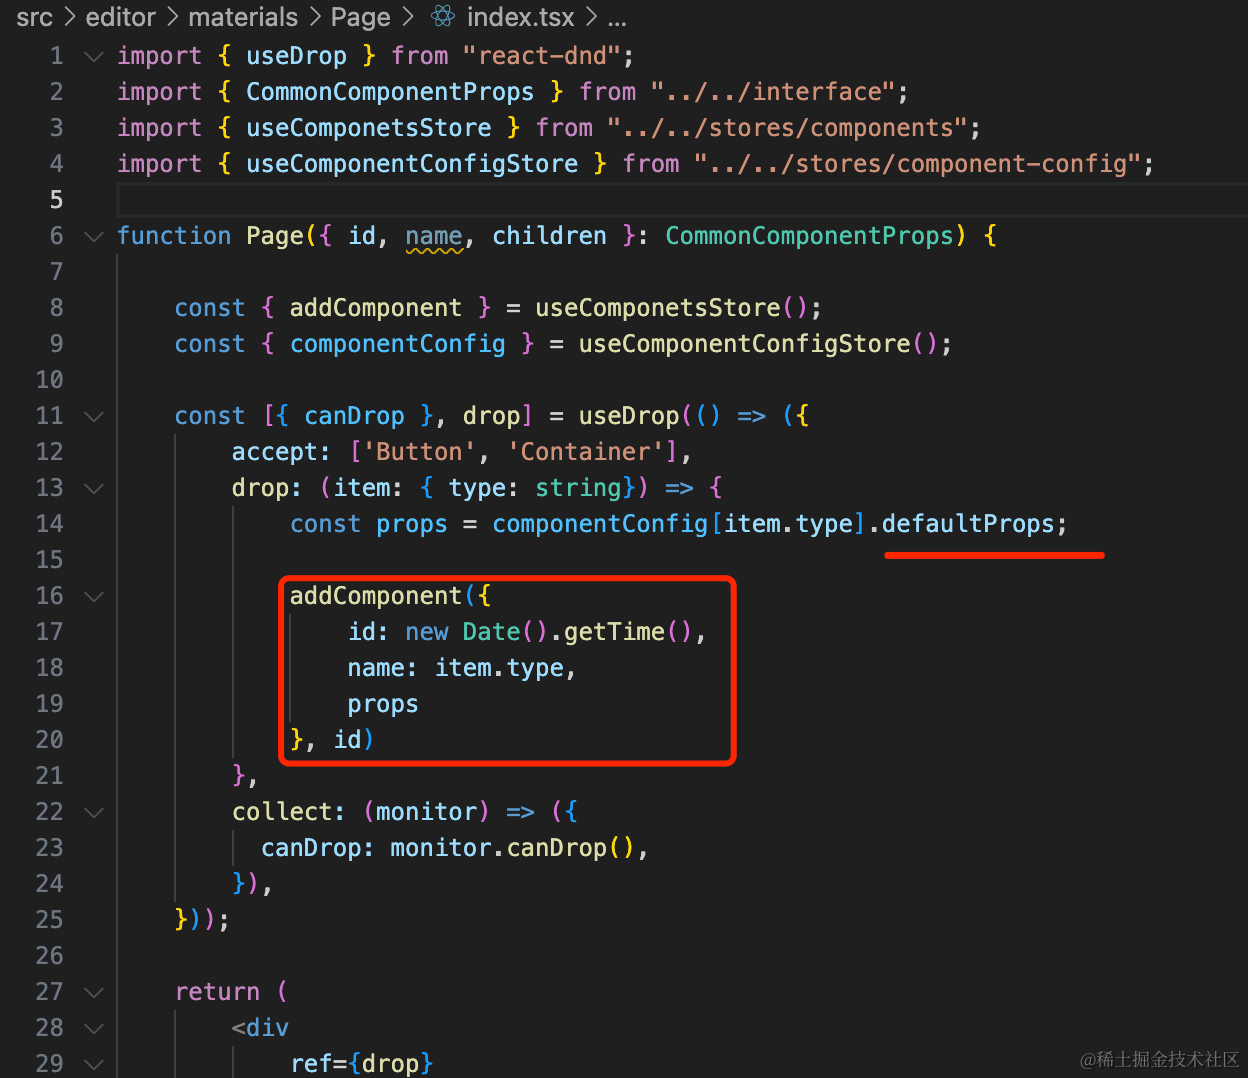 src > editor > materials > Page > index.tsx > ...
1 import { useDrop } from "react-dnd";
2 import { CommonComponentProps } from "../../interface";
3 import { useComponetsStore } from "../../stores/components";
4 import { useComponentConfigStore } from "../../stores/component-config";
5
6 function Page({ id, name, children }: CommonComponentProps) {
7
8 const { addComponent } = useComponetsStore();
9 const { componentConfig } = useComponentConfigStore();
10
11 const [{ canDrop }, drop] = useDrop(() => ({
12 accept: ['Button', 'Container'],
13 drop: (item: { type: string}) => {
14 const props = componentConfig[item.type].defaultProps;
15
16 addComponent({
17 id: new Date().getTime(),
18 name: item.type,
19 props
20 }, id)
21 },
22 collect: (monitor) => ({
23 canDrop: monitor.canDrop(),
24 }),
25 }));
26
27 return (
28 <div
29 ref={drop}
@稀土掘金技术社区